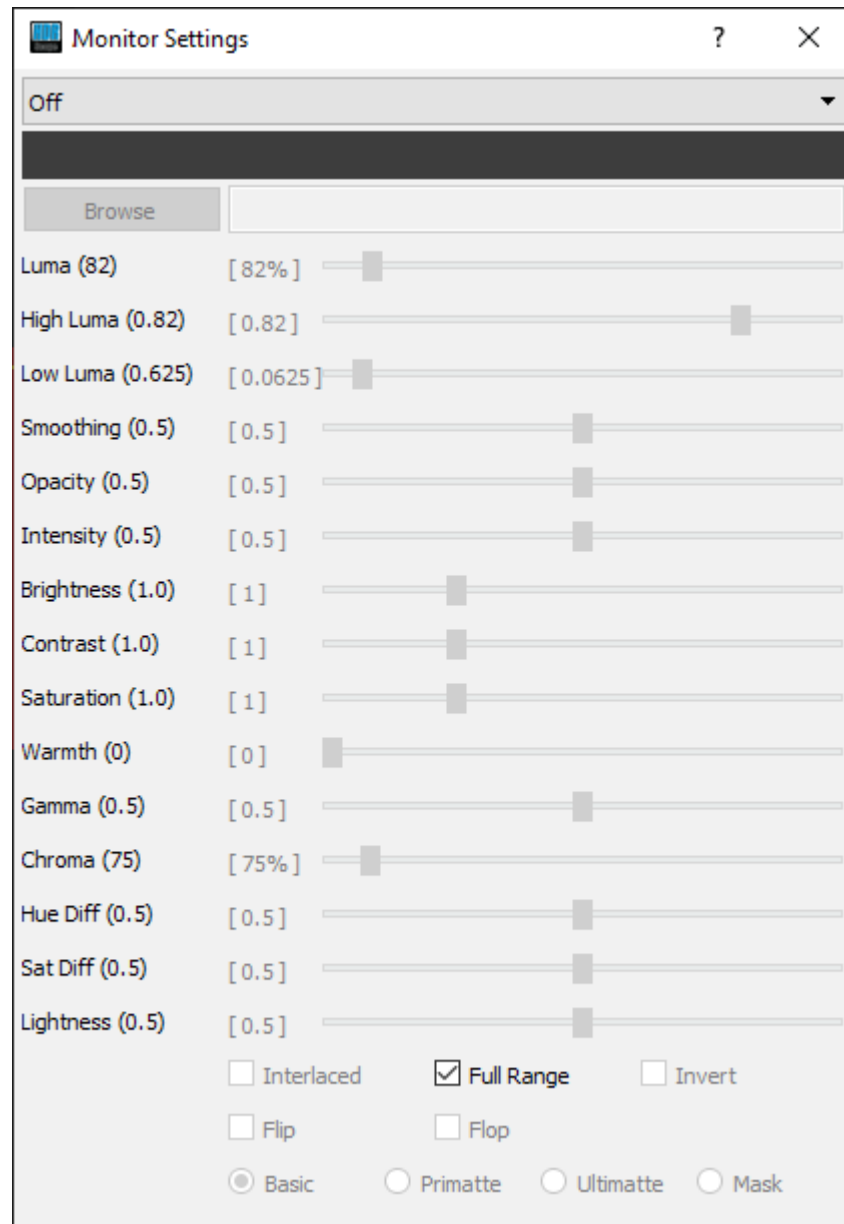 Monitor Settings ?
Off
Browse
Luma (82) [ 82% ]
High Luma (0.82) [ 0.82 ]
Low Luma (0.625) [ 0.0625 ]
Smoothing (0.5) [ 0.5 ]
Opacity (0.5) [ 0.5 ]
Intensity (0.5) [ 0.5 ]
Brightness (1.0) [ 1 ]
Contrast (1.0) [ 1 ]
Saturation (1.0) [ 1 ]
Warmth (0) [ 0 ]
Gamma (0.5) [ 0.5 ]
Chroma (75) [ 75% ]
Hue Diff (0.5) [ 0.5 ]
Sat Diff (0.5) [ 0.5 ]
Lightness (0.5) [ 0.5 ]
Interlaced Full Range Invert
Flip Flop
Basic Primatte Ultimatte Mask